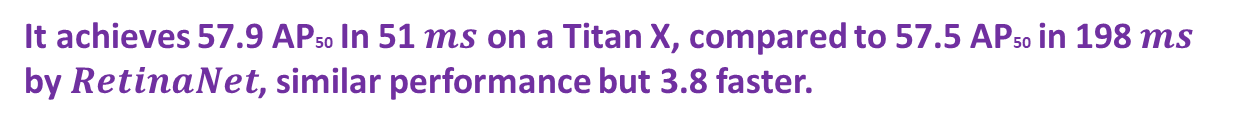 It achieves 57.9 AP₅₀ In 51 ms on a Titan X, compared to 57.5 AP₅₀ in 198 ms
by RetinaNet, similar performance but 3.8 faster.